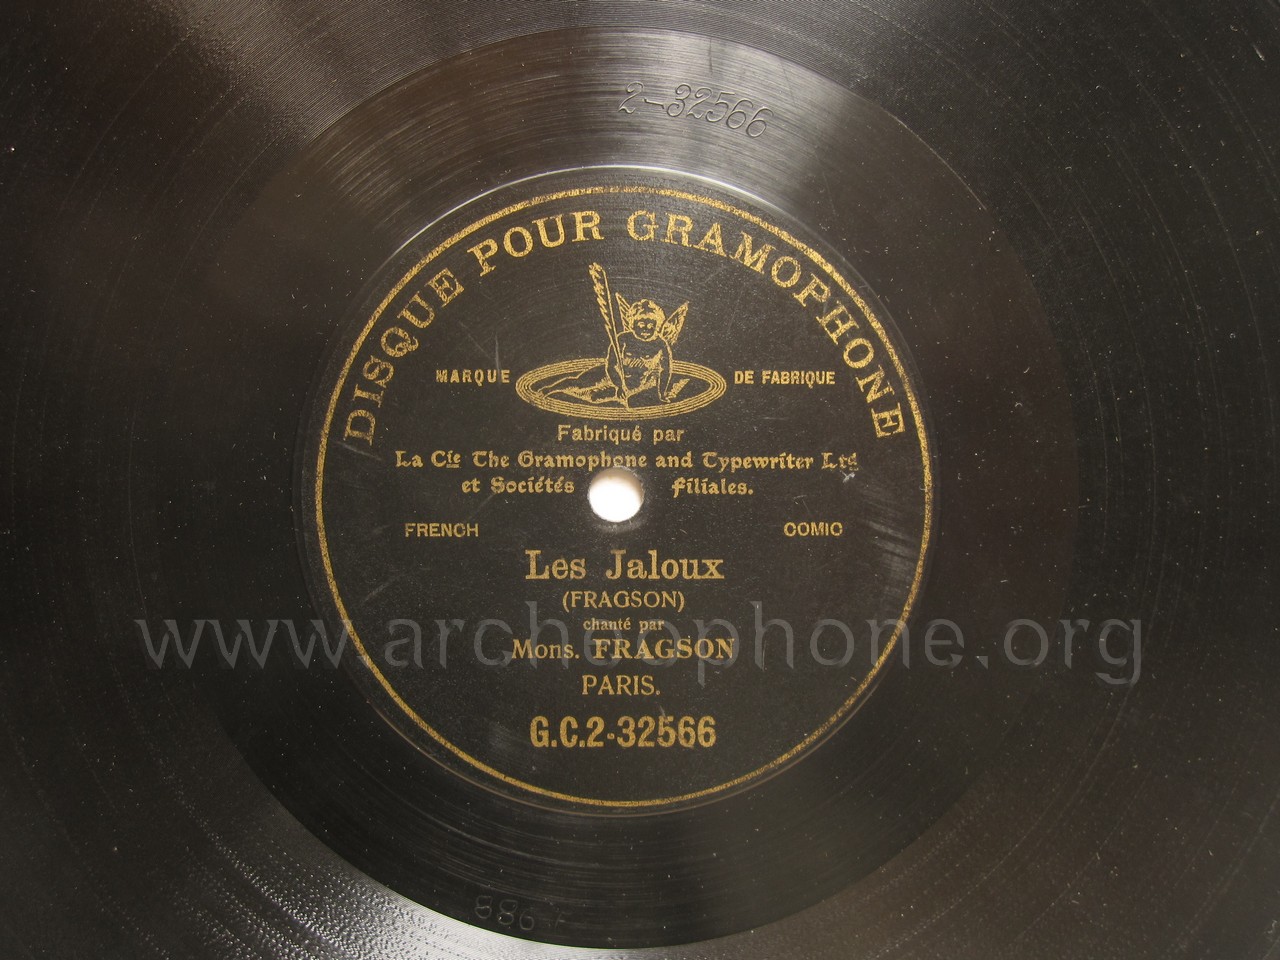 2-32566
DISQUE POUR GRAMOPHONE
MARQUE DE FABRIQUE
Fabriqué par
La Cie The Gramophone and Typewriter Ltd
et Sociétés filiales.
FRENCH COMIC
Les Jaloux
(FRAGSON)
chanté par
www.archeophone.org
Mons. FRAGSON
PARIS.
G.C.2-32566